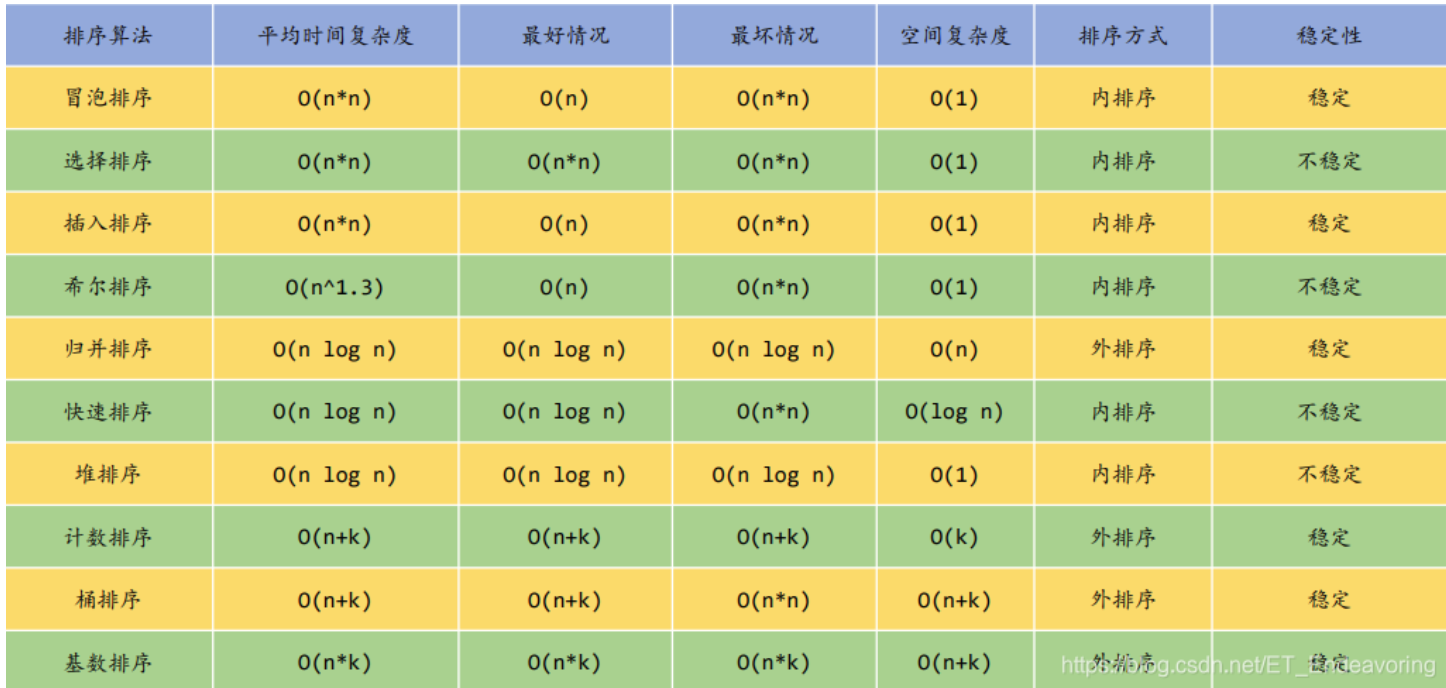 排序算法 平均时间复杂度 最好情况 最坏情况 空间复杂度 排序方式 稳定性
冒泡排序 O(n*n) O(n) O(n*n) O(1) 内排序 稳定
选择排序 O(n*n) O(n*n) O(n*n) O(1) 内排序 不稳定
插入排序 O(n*n) O(n) O(n*n) O(1) 内排序 稳定
希尔排序 O(n^1.3) O(n) O(n*n) O(1) 内排序 不稳定
归并排序 O(n log n) O(n log n) O(n log n) O(n) 外排序 稳定
快速排序 O(n log n) O(n log n) O(n*n) O(log n) 内排序 不稳定
堆排序 O(n log n) O(n log n) O(n log n) O(1) 内排序 不稳定
计数排序 O(n+k) O(n+k) O(n+k) O(k) 外排序 稳定
桶排序 O(n+k) O(n+k) O(n*n) O(n+k) 外排序 稳定
基数排序 O(n*k) O(n*k) O(n*k) O(n+k) 外排序 稳定
https://blog.csdn.net/ET_Endeavoring